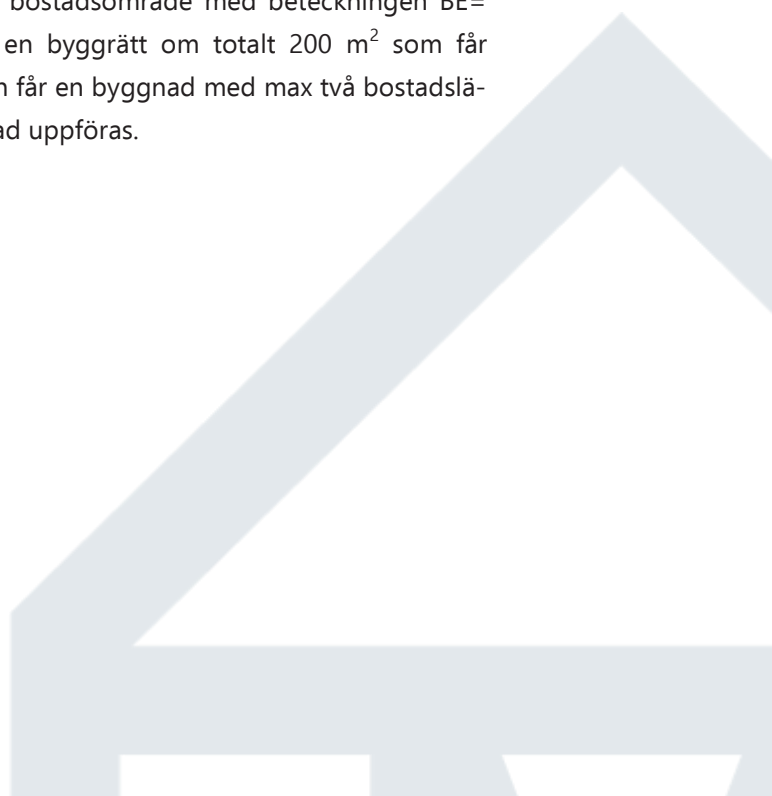 bostadsområde med beteckningen BE=
en byggrätt om totalt 200 m² som får
får en byggnad med max två bostadslä-
uppföras.